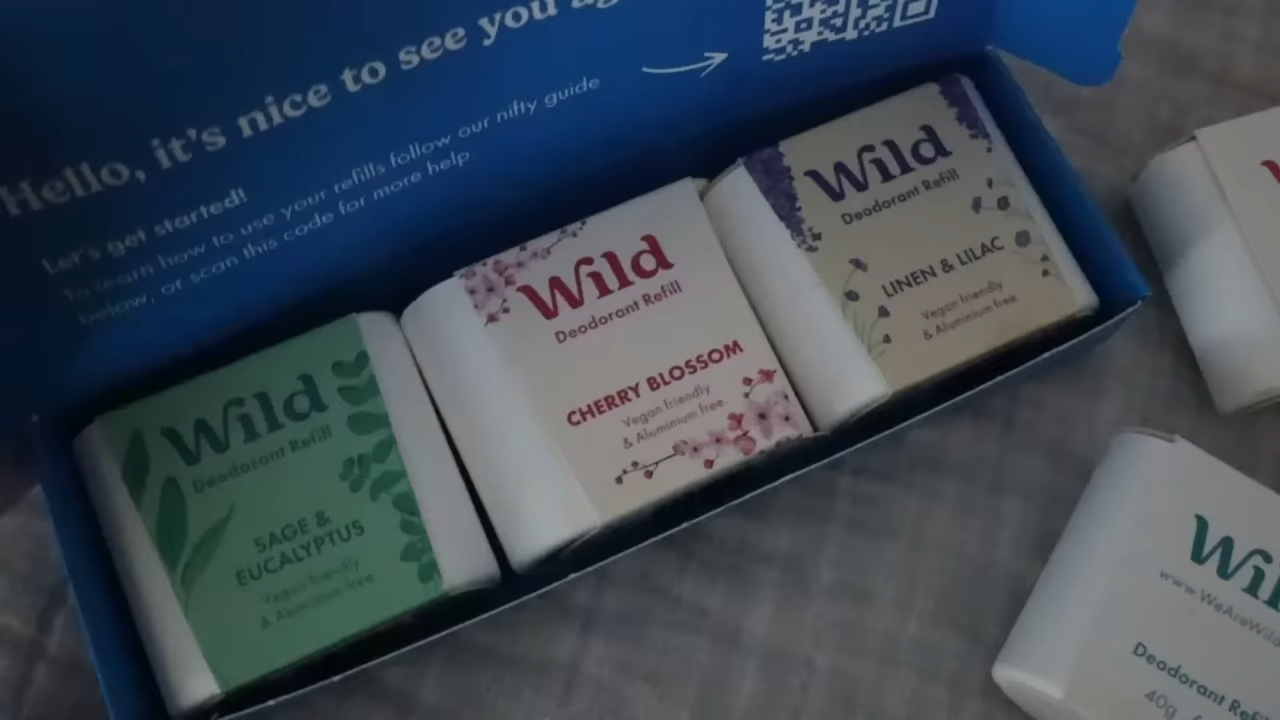 Hello, it's nice to see you
Let's get started!
To learn how to use your refills follow our nifty guide
below, or scan this code for more help.
Wild
Deodorant Refill
SAGE &
EUCALYPTUS
Vegan friendly
& Aluminium free
Wild
Deodorant Refill
CHERRY BLOSSOM
Vegan friendly
& Aluminium free
Wild
Deodorant Refill
LINEN & LILAC
Vegan friendly
& Aluminium free
Deodorant
40g